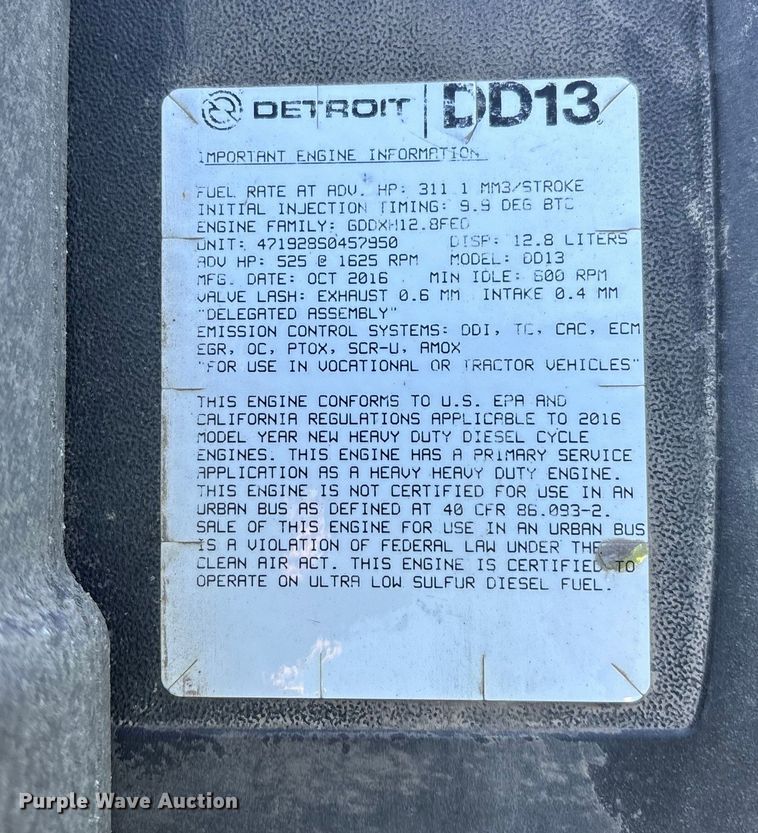 DETROIT DD13
IMPORTANT ENGINE INFORMATION
FUEL RATE AT ADV. HP: 311.1 MM3/STROKE
INITIAL INJECTION TIMING: 9.9 DEG BTC
ENGINE FAMILY: GDDXH12.8FED
UNIT: 471928S0457950 DISP: 12.8 LITERS
ADV HP: 525 @ 1625 RPM MODEL: DD13
MFG. DATE: OCT 2016 MIN IDLE: 600 RPM
VALVE LASH: EXHAUST 0.6 MM INTAKE 0.4 MM
"DELEGATED ASSEMBLY"
EMISSION CONTROL SYSTEMS: DDI, TC, CAC, ECM
EGR, OC, PTOX, SCR-U, AMOX
"FOR USE IN VOCATIONAL OR TRACTOR VEHICLES"
THIS ENGINE CONFORMS TO U.S. EPA AND
CALIFORNIA REGULATIONS APPLICABLE TO 2016
MODEL YEAR NEW HEAVY DUTY DIESEL CYCLE
ENGINES. THIS ENGINE HAS A PRIMARY SERVICE
APPLICATION AS A HEAVY HEAVY DUTY ENGINE.
THIS ENGINE IS NOT CERTIFIED FOR USE IN AN
URBAN BUS AS DEFINED AT 40 CFR 86.093-2.
SALE OF THIS ENGINE FOR USE IN AN URBAN BUS
IS A VIOLATION OF FEDERAL LAW UNDER THE
CLEAN AIR ACT. THIS ENGINE IS CERTIFIED TO
OPERATE ON ULTRA LOW SULFUR DIESEL FUEL.
Purple Wave Auction